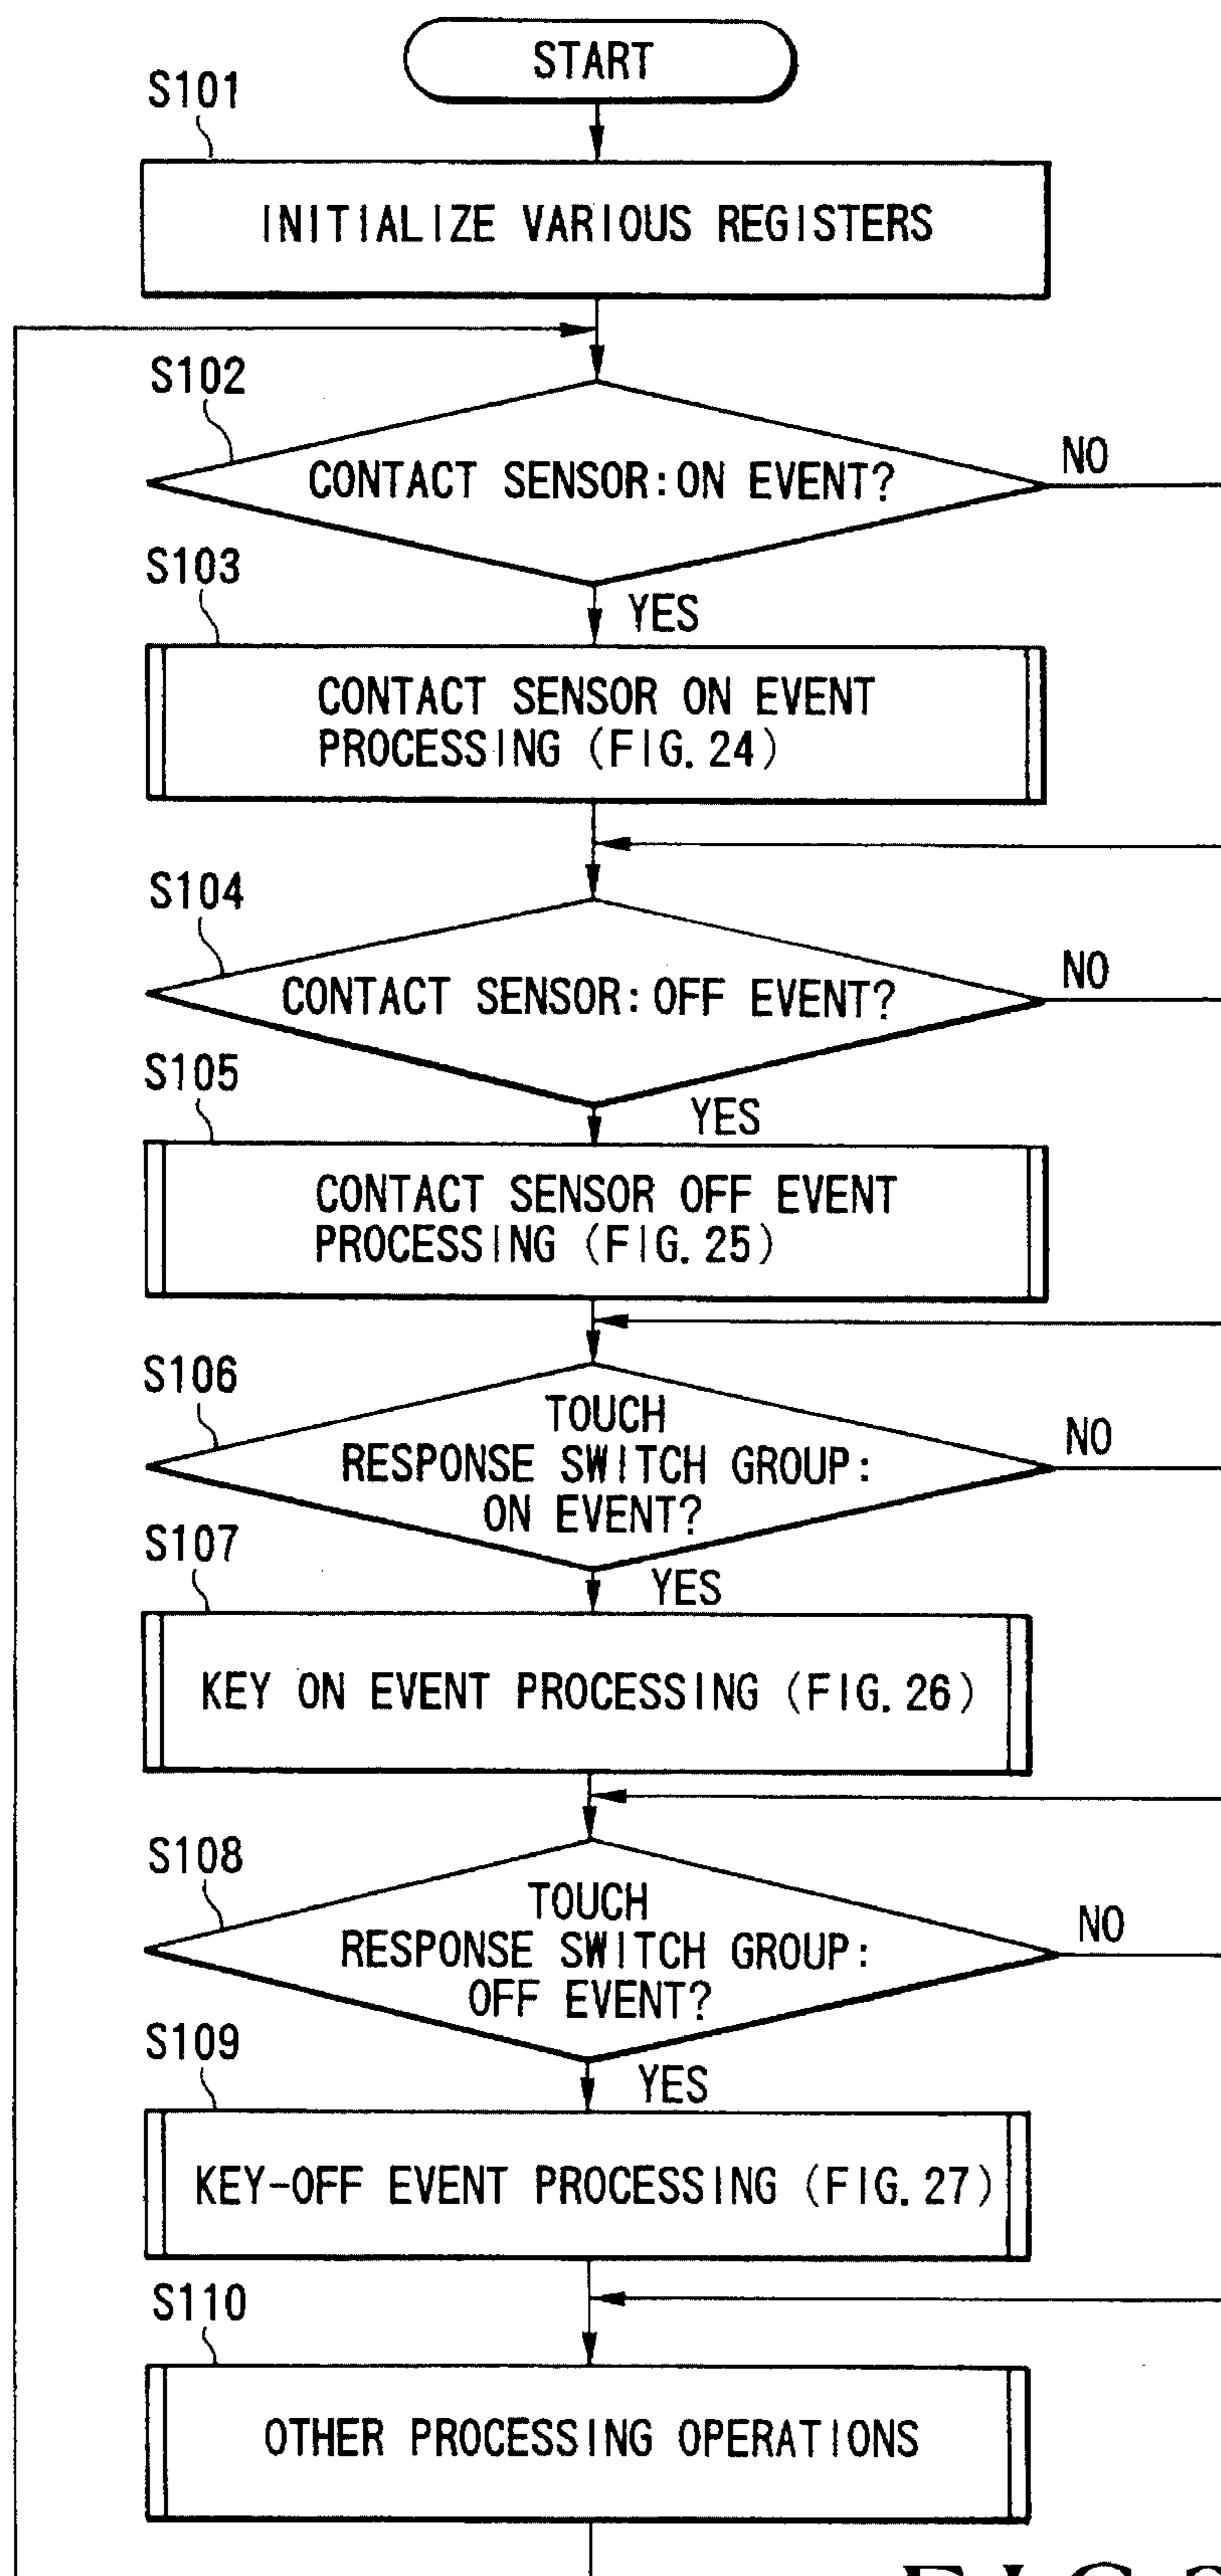 START
S101
INITIALIZE VARIOUS REGISTERS
S102
CONTACT SENSOR:ON EVENT?
NO
S103
YES
CONTACT SENSOR ON EVENT
PROCESSING (FIG. 24)
S104
CONTACT SENSOR:OFF EVENT?
NO
S105
YES
CONTACT SENSOR OFF EVENT
PROCESSING (FIG. 25)
S106
TOUCH
RESPONSE SWITCH GROUP:
ON EVENT?
NO
S107
YES
KEY ON EVENT PROCESSING (FIG. 26)
S108
TOUCH
RESPONSE SWITCH GROUP:
OFF EVENT?
NO
S109
YES
KEY-OFF EVENT PROCESSING (FIG. 27)
S110
OTHER PROCESSING OPERATIONS